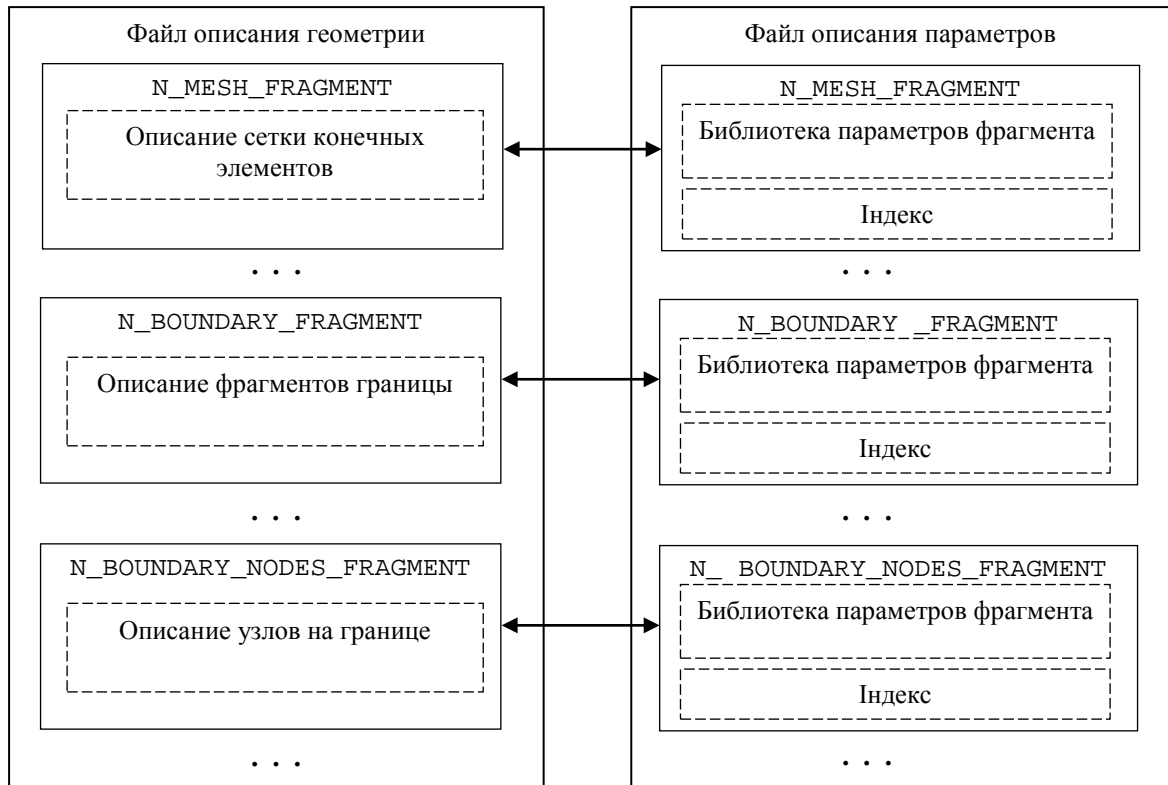 Файл описания геометрии
N_MESH_FRAGMENT
Описание сетки конечных
элементов
. . .
N_BOUNDARY_FRAGMENT
Описание фрагментов границы
. . .
N_BOUNDARY_NODES_FRAGMENT
Описание узлов на границе
. . .
Файл описания параметров
N_MESH_FRAGMENT
Библиотека параметров фрагмента
Індекс
. . .
N_BOUNDARY _FRAGMENT
Библиотека параметров фрагмента
Індекс
. . .
N_ BOUNDARY_NODES_FRAGMENT
Библиотека параметров фрагмента
Індекс
. . .